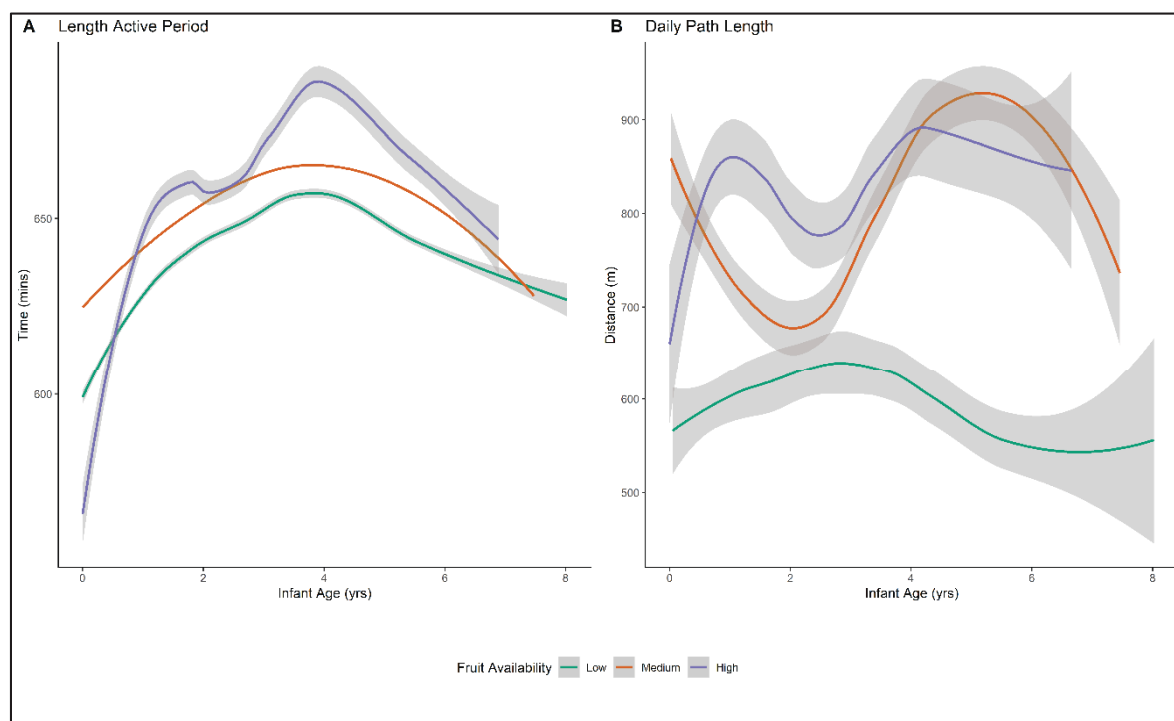 A Length Active Period
Time (mins)
650
600
0 2 4 6 8
Infant Age (yrs)
B Daily Path Length
Distance (m)
900
800
700
600
500
0 2 4 6 8
Infant Age (yrs)
Fruit Availability Low Medium High